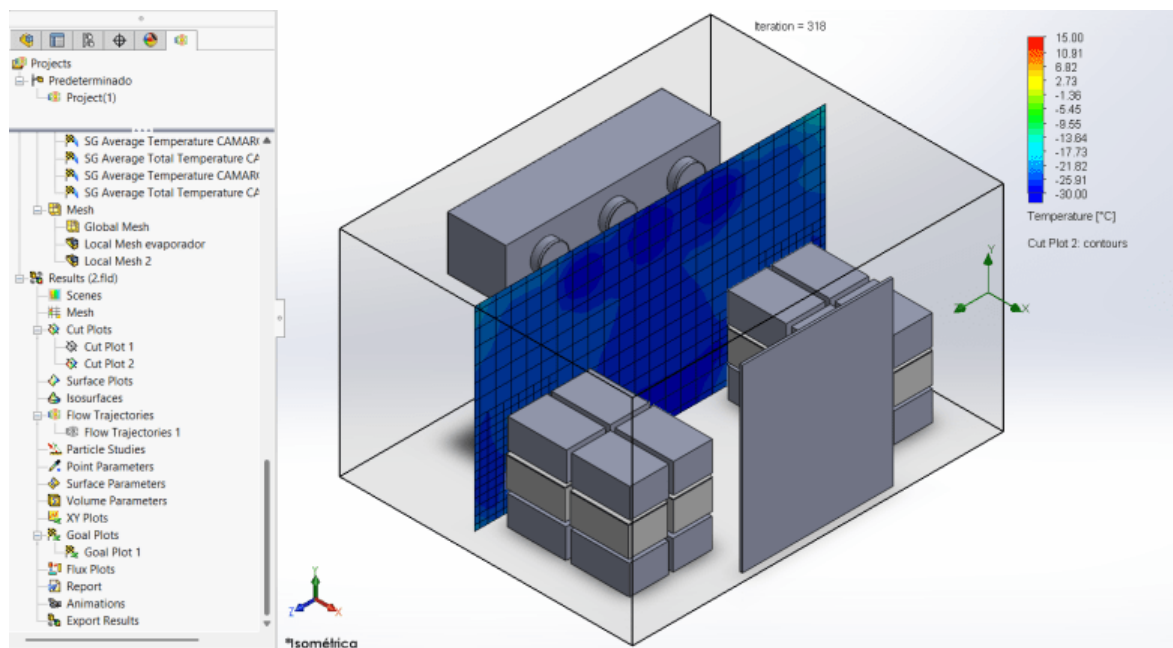 Projects
Predeterminado
Project(1)
SG Average Temperature CAMAR
SG Average Total Temperature CA
SG Average Temperature CAMAR
SG Average Total Temperature CA
Mesh
Global Mesh
Local Mesh evaporador
Local Mesh 2
Results (2.fld)
Scenes
Mesh
Cut Plots
Cut Plot 1
Cut Plot 2
Surface Plots
Isosurfaces
Flow Trajectories
Flow Trajectories 1
Particle Studies
Point Parameters
Surface Parameters
Volume Parameters
XY Plots
Goal Plots
Goal Plot 1
Flux Plots
Report
Animations
Export Results
Iteration = 318
15.00
10.91
6.82
2.73
-1.36
-5.45
-9.55
-13.64
-17.73
-21.82
-25.91
-30.00
Temperature [°C]
Cut Plot 2: contours
Y
Z
X
Y
Z
X
*Isométrica